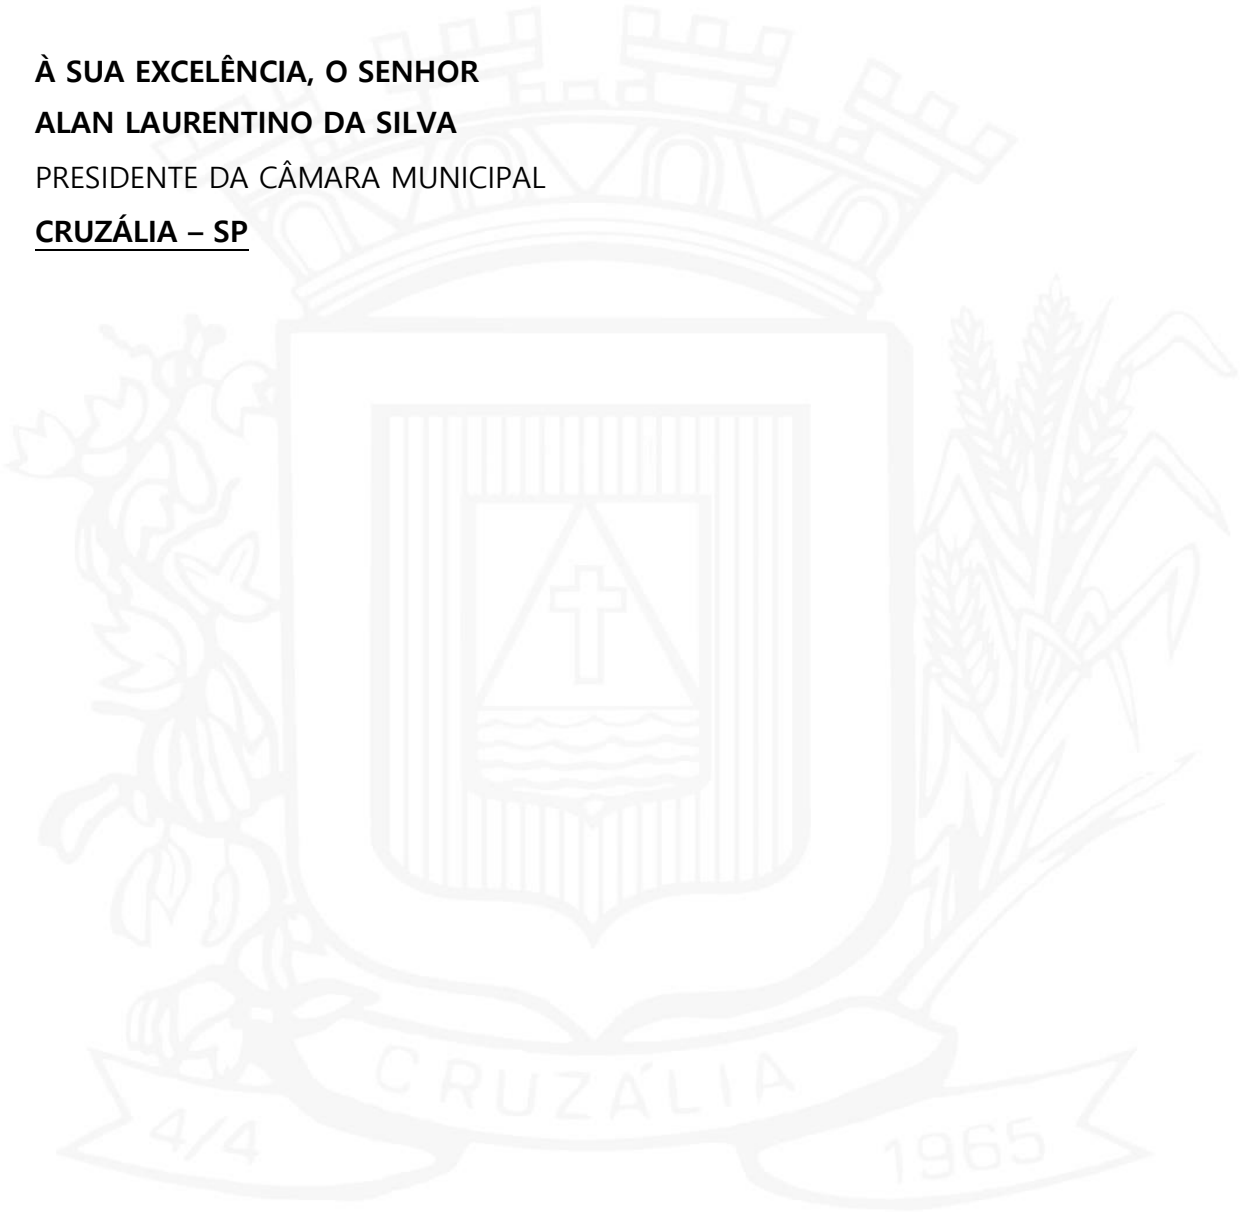 À SUA EXCELÊNCIA, O SENHOR
ALAN LAURENTINO DA SILVA
PRESIDENTE DA CÂMARA MUNICIPAL
CRUZÁLIA – SP
CRUZÁLIA
4/4
1965